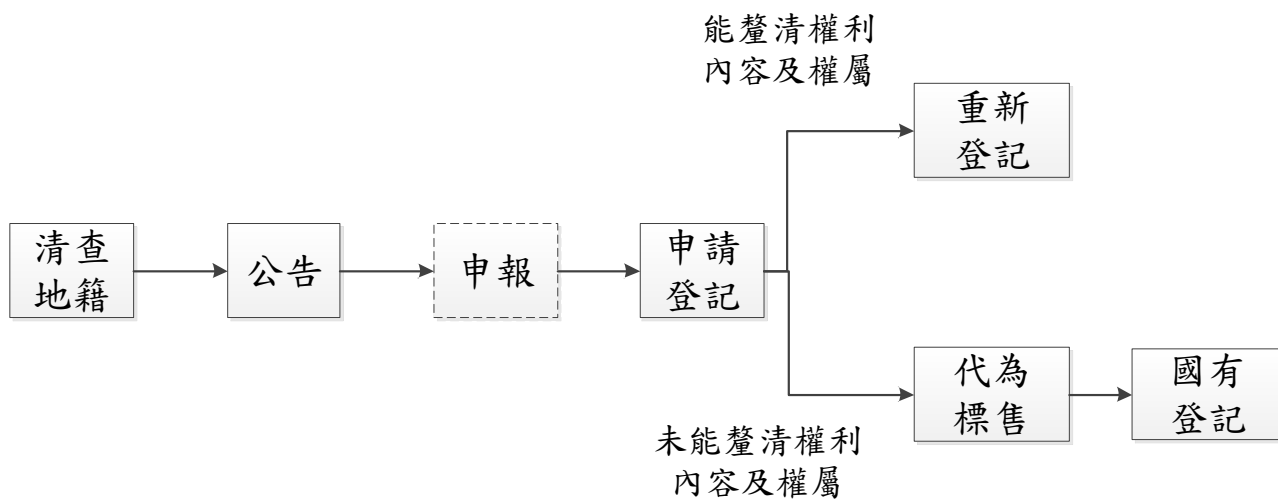 能釐清權利
內容及權屬
重新
登記
清查
地籍
公告
申報
申請
登記
代為
標售
國有
登記
未能釐清權利
內容及權屬